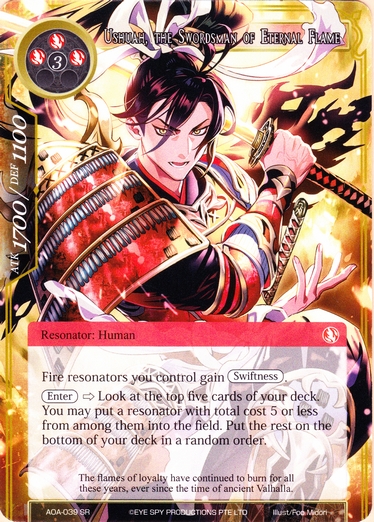 Ushuah, the Swordsman of Eternal Flame
3
ATK 1700 / DEF 1100
Resonator: Human
Fire resonators you control gain Swiftness.
Enter ⇨ Look at the top five cards of your deck.
You may put a resonator with total cost 5 or less
from among them into the field. Put the rest on
the bottom of your deck in a random order.
The flames of loyalty have continued to burn for all
these years, ever since the time of ancient Valhalla.
AOA-039 SR
©EYE SPY PRODUCTIONS PTE LTD
Illust/Foo Midori